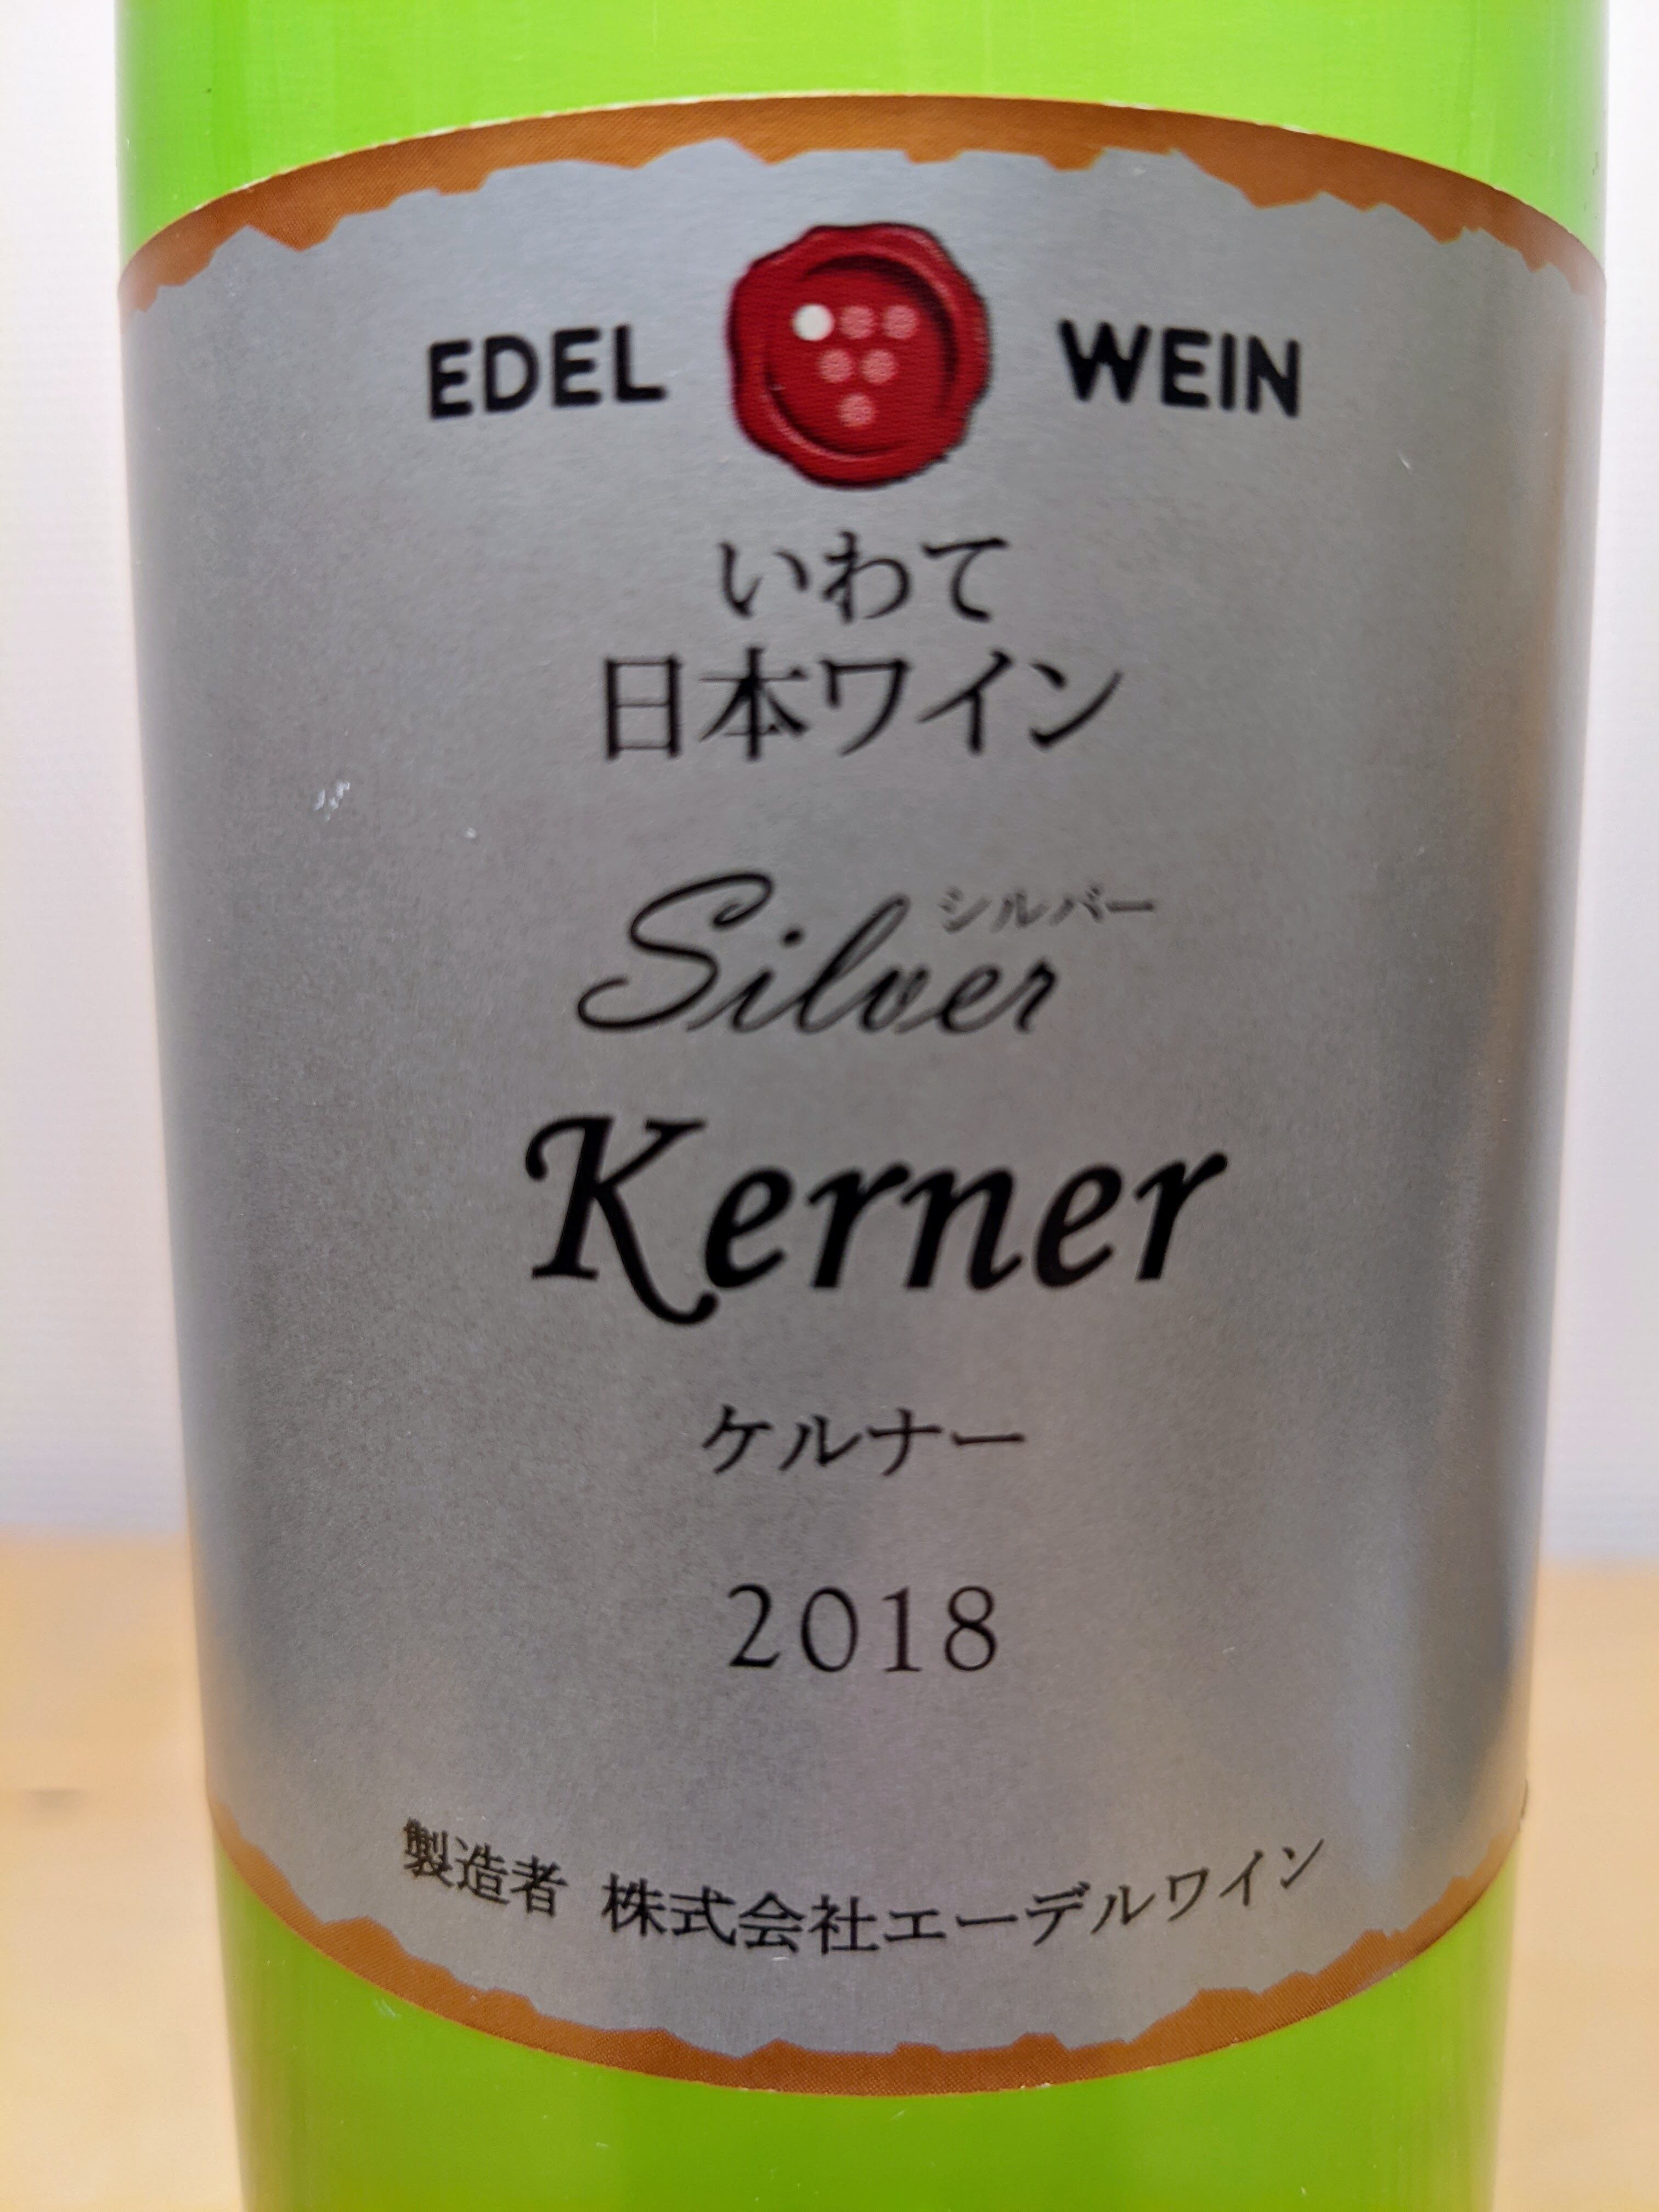 EDEL WEIN
いわて
日本ワイン
シルバー
Silver
Kerner
ケルナー
2018
製造者 株式会社エーデルワイン